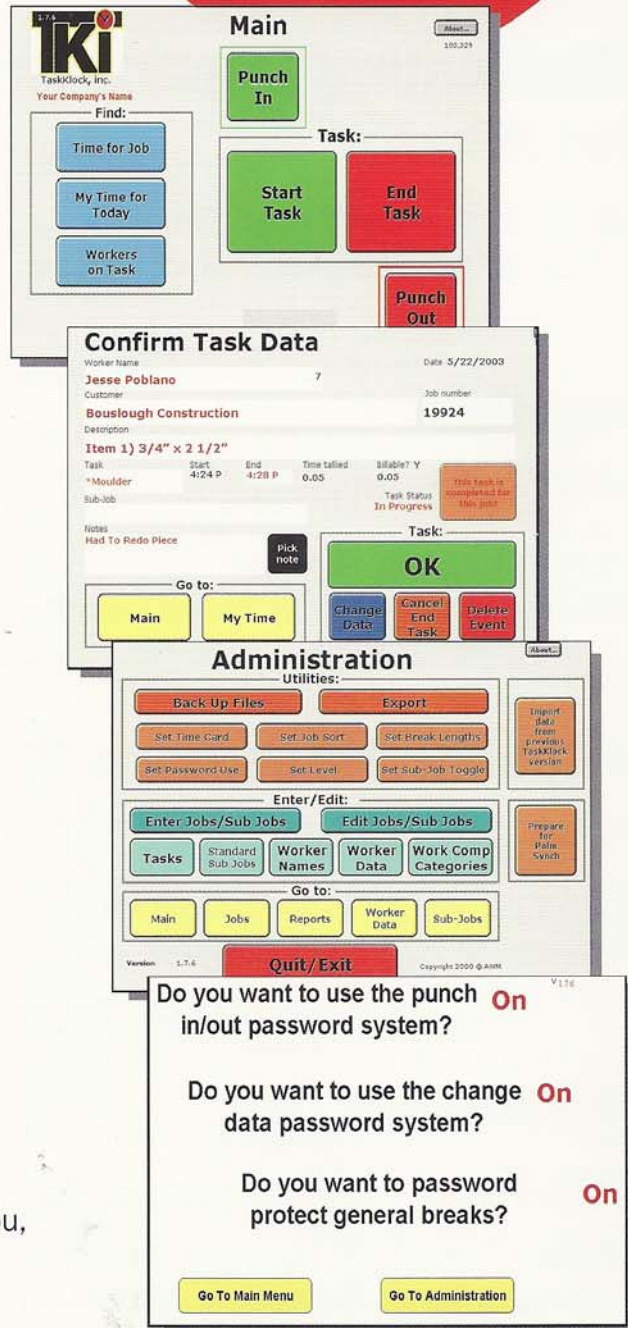 1.7.6
TKi
TaskKlock, inc.
Your Company's Name
Main
About...
100,329
Punch
In
Find:
Time for Job
My Time for
Today
Workers
on Task
Task:
Start
Task
End
Task
Punch
Out
Confirm Task Data
Worker Name
Date 5/22/2003
Jesse Poblano 7
Customer
Job number
Bouslough Construction
19924
Description
Item 1) 3/4" x 2 1/2"
Task Start End Time tallied Billable? Y
*Moulder 4:24 P 4:28 P 0.05 0.05
This task is
completed for
this job!
Sub-Job
Task Status
In Progress
Notes
Had To Redo Piece
Pick
note
Task:
OK
Go to:
Main
My Time
Change
Data
Cancel
End
Task
Delete
Event
Administration
About...
Utilities:
Back Up Files
Export
Set Time Card
Set Job Sort
Set Break Lengths
Set Password Use
Set Level
Set Sub-Job Toggle
Import
data
from
previous
TaskKlock
version
Enter/Edit:
Enter Jobs/Sub Jobs
Edit Jobs/Sub Jobs
Tasks
Standard
Sub Jobs
Worker
Names
Worker
Data
Work Comp
Categories
Prepare
for
Palm
Synch
Go to:
Main
Jobs
Reports
Worker
Data
Sub-Jobs
Version 1.7.6
Quit/Exit
Copyright 2000 @ ANM
V 1.7.6
Do you want to use the punch On
in/out password system?
Do you want to use the change On
data password system?
Do you want to password On
protect general breaks?
Go To Main Menu
Go To Administration